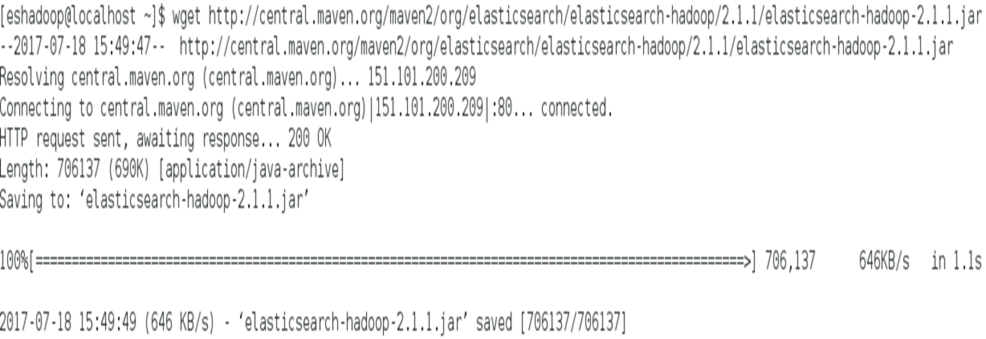 [eshadoop@localhost ~]$ wget http://central.maven.org/maven2/org/elasticsearch/elasticsearch-hadoop/2.1.1/elasticsearch-hadoop-2.1.1.jar
--2017-07-18 15:49:47-- http://central.maven.org/maven2/org/elasticsearch/elasticsearch-hadoop/2.1.1/elasticsearch-hadoop-2.1.1.jar
Resolving central.maven.org (central.maven.org)... 151.101.200.209
Connecting to central.maven.org (central.maven.org)|151.101.200.209|:80... connected.
HTTP request sent, awaiting response... 200 OK
Length: 706137 (690K) [application/java-archive]
Saving to: ‘elasticsearch-hadoop-2.1.1.jar’
100%[==================================================================================================>] 706,137 646KB/s in 1.1s
2017-07-18 15:49:49 (646 KB/s) - ‘elasticsearch-hadoop-2.1.1.jar’ saved [706137/706137]